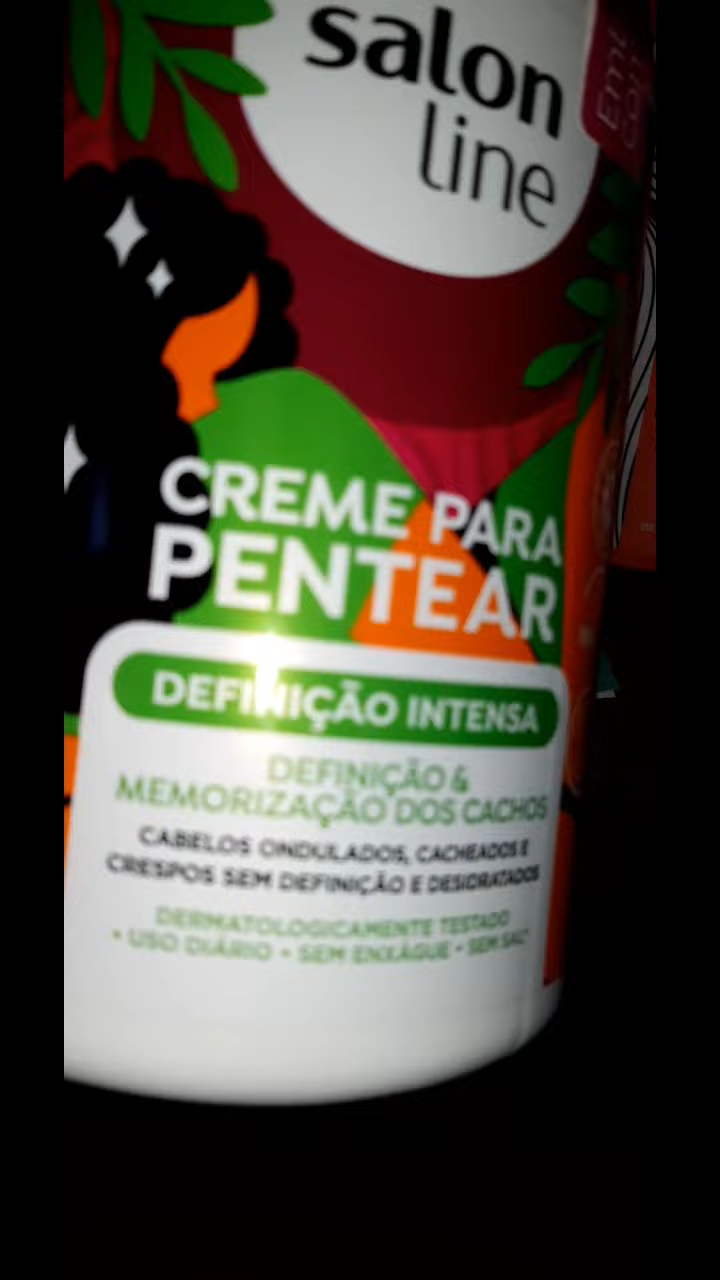 salon
line
CREME PARA
PENTEAR
DEFINIÇÃO INTENSA
DEFINIÇÃO &
MEMORIZAÇÃO DOS CACHOS
CABELOS ONDULADOS, CACHEADOS E
CRESPOS SEM DEFINIÇÃO E DESIDRATADOS
DERMATOLOGICAMENTE TESTADO
• USO DIÁRIO • SEM ENXÁGUE • SEM SAL*